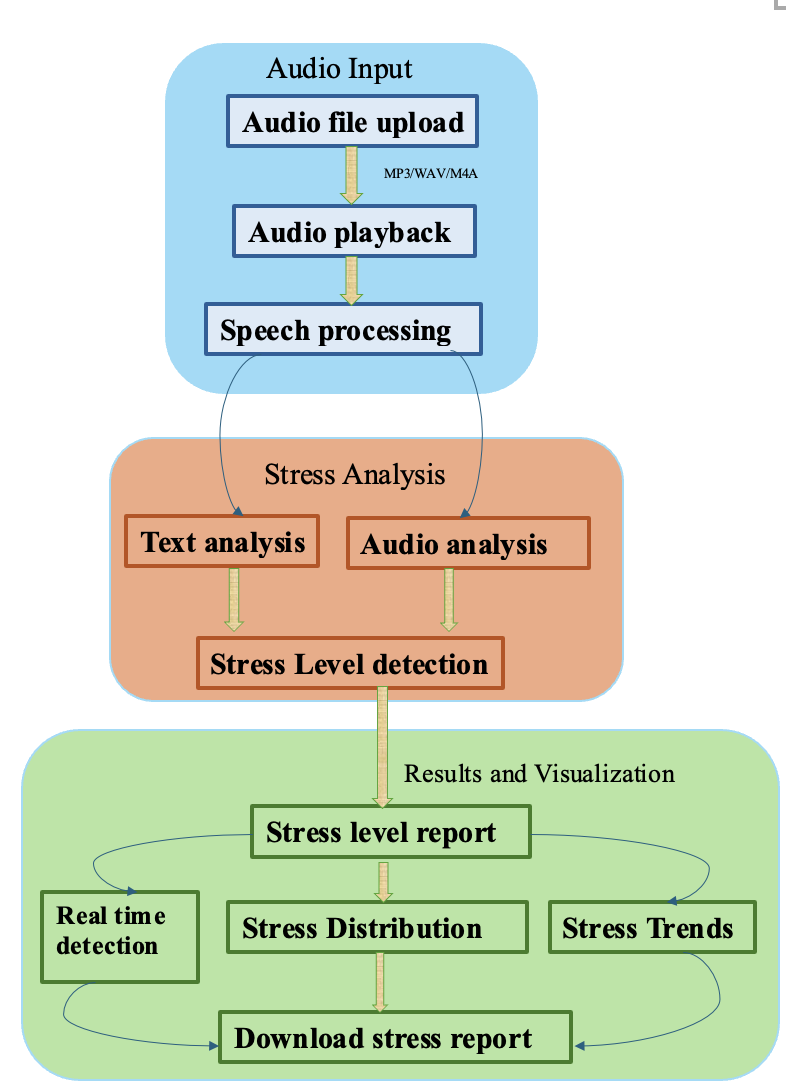 Audio Input
Audio file upload
MP3/WAV/M4A
Audio playback
Speech processing
Stress Analysis
Text analysis
Audio analysis
Stress Level detection
Results and Visualization
Stress level report
Real time
detection
Stress Distribution
Stress Trends
Download stress report